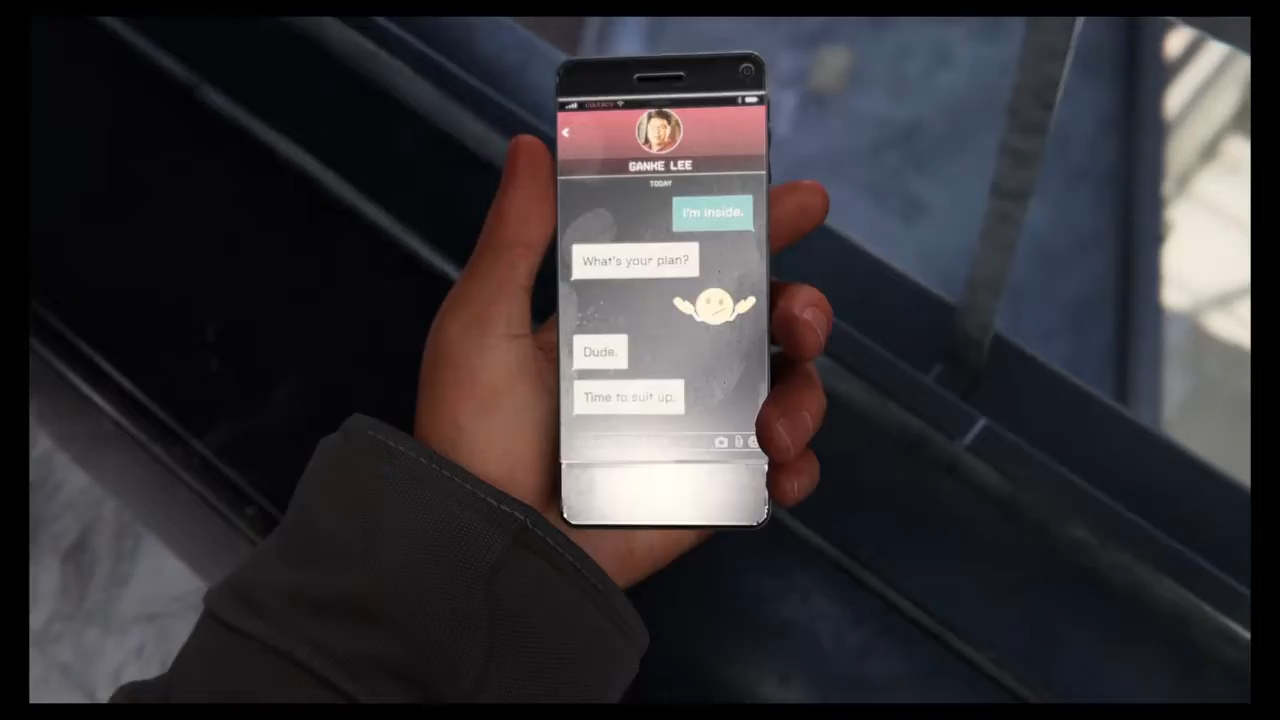 GANKE LEE
TODAY
I'm inside.
What's your plan?
Dude.
Time to suit up.